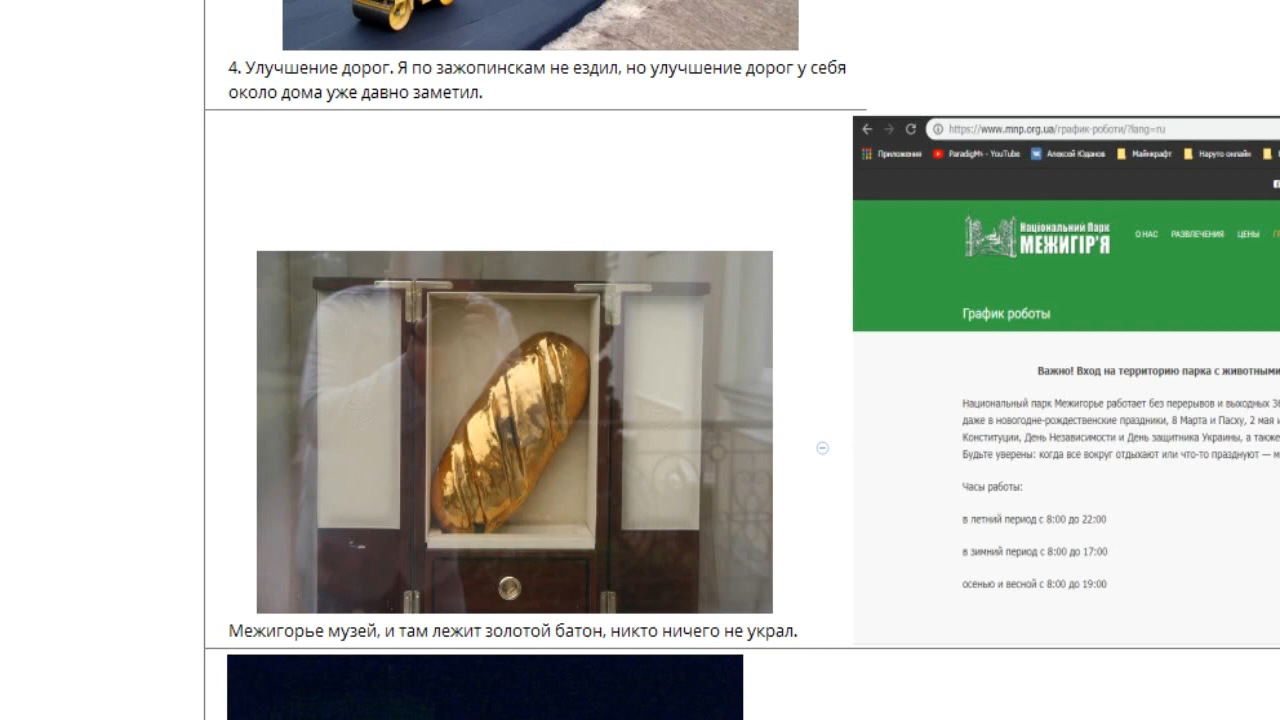 4. Улучшение дорог. Я по зажопинскам не ездил, но улучшение дорог у себя
около дома уже давно заметил.
https://www.mnp.org.ua/график-роботи/?lang=ru
Приложения
ParadigMы - YouTube
Алексей Юданов
Майнкрафт
Наруто онлайн
Національний Парк
МЕЖИГІР'Я
О НАС РАЗВЛЕЧЕНИЯ ЦЕНЫ
График роботы
Важно! Вход на территорию парка с животными
Национальный парк Межигорье работает без перерывов и выходных 36
даже в новогодне-рождественские праздники, 8 Марта и Пасху, 2 мая и
Конституции, День Независимости и День защитника Украины, а также
Будьте уверены: когда все вокруг отдыхают или что-то празднуют — м
Часы работы:
в летний период с 8:00 до 22:00
в зимний период с 8:00 до 17:00
осенью и весной с 8:00 до 19:00
Межигорье музей, и там лежит золотой батон, никто ничего не украл.